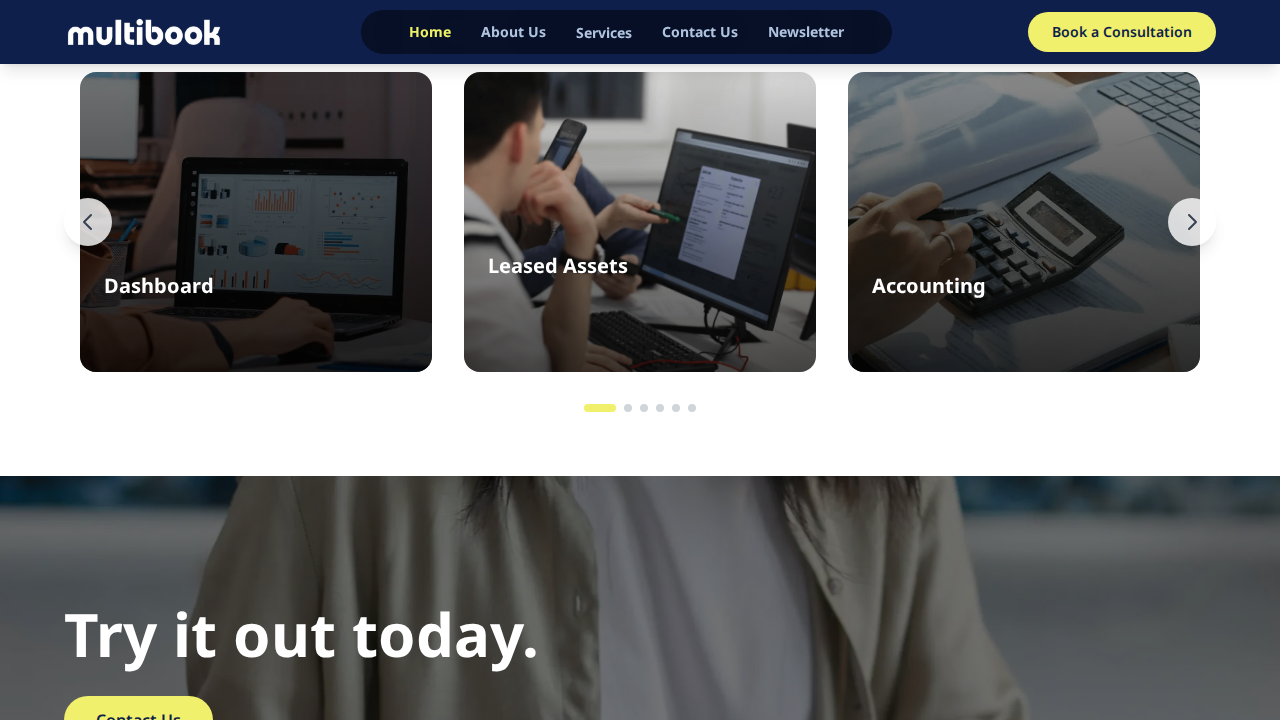 multibook
Home
About Us
Services
Contact Us
Newsletter
Book a Consultation
Dashboard
Leased Assets
Accounting
Try it out today.
Contact Us